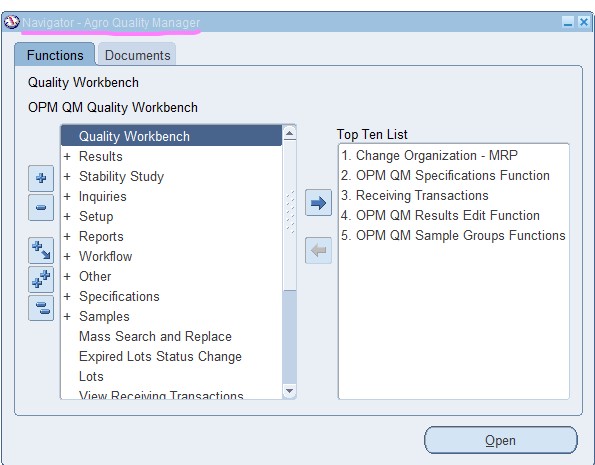 Navigator - Agro Quality Manager
Functions
Documents
Quality Workbench
OPM QM Quality Workbench
Quality Workbench
+ Results
+ Stability Study
+ Inquiries
+ Setup
+ Reports
+ Workflow
+ Other
+ Specifications
+ Samples
Mass Search and Replace
Expired Lots Status Change
Lots
View Receiving Transactions
Top Ten List
1. Change Organization - MRP
2. OPM QM Specifications Function
3. Receiving Transactions
4. OPM QM Results Edit Function
5. OPM QM Sample Groups Functions
Open